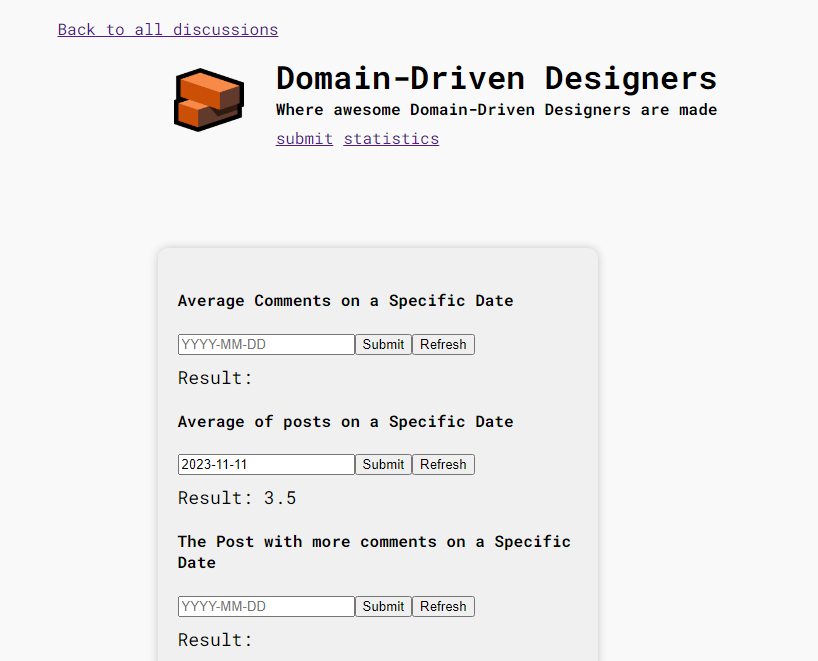 Back to all discussions
Domain-Driven Designers
Where awesome Domain-Driven Designers are made
submit statistics
Average Comments on a Specific Date
YYYY-MM-DD Submit Refresh
Result:
Average of posts on a Specific Date
2023-11-11 Submit Refresh
Result: 3.5
The Post with more comments on a Specific
Date
YYYY-MM-DD Submit Refresh
Result: